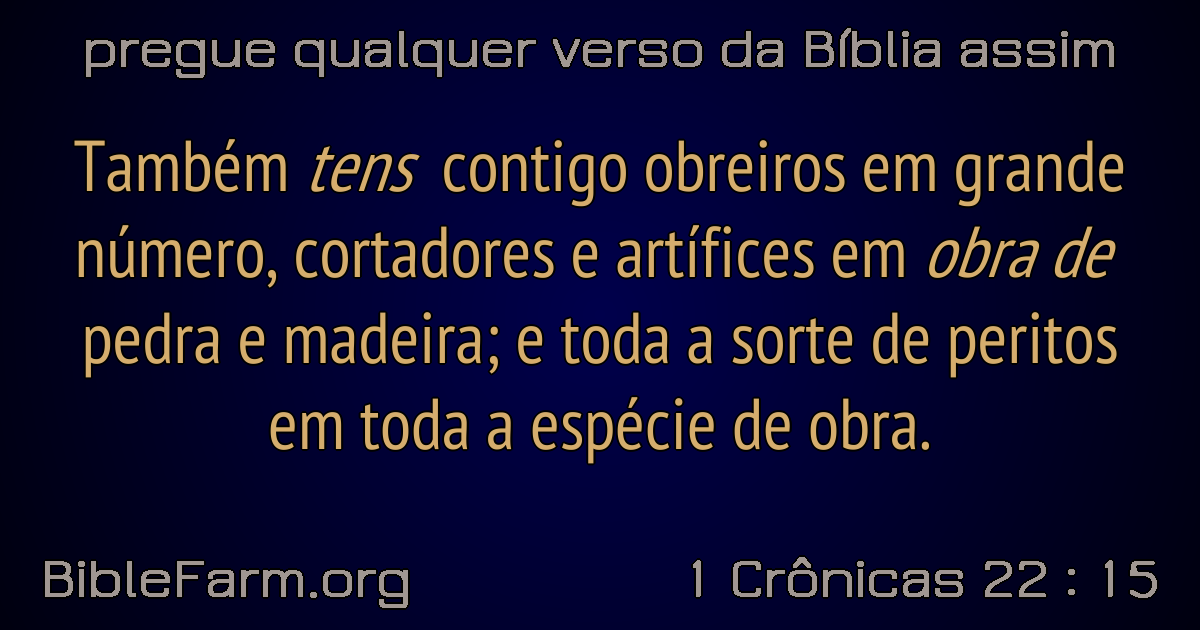 pregue qualquer verso da Bíblia assim
Também tens contigo obreiros em grande
número, cortadores e artífices em obra de
pedra e madeira; e toda a sorte de peritos
em toda a espécie de obra.
BibleFarm.org
1 Crônicas 22 : 15